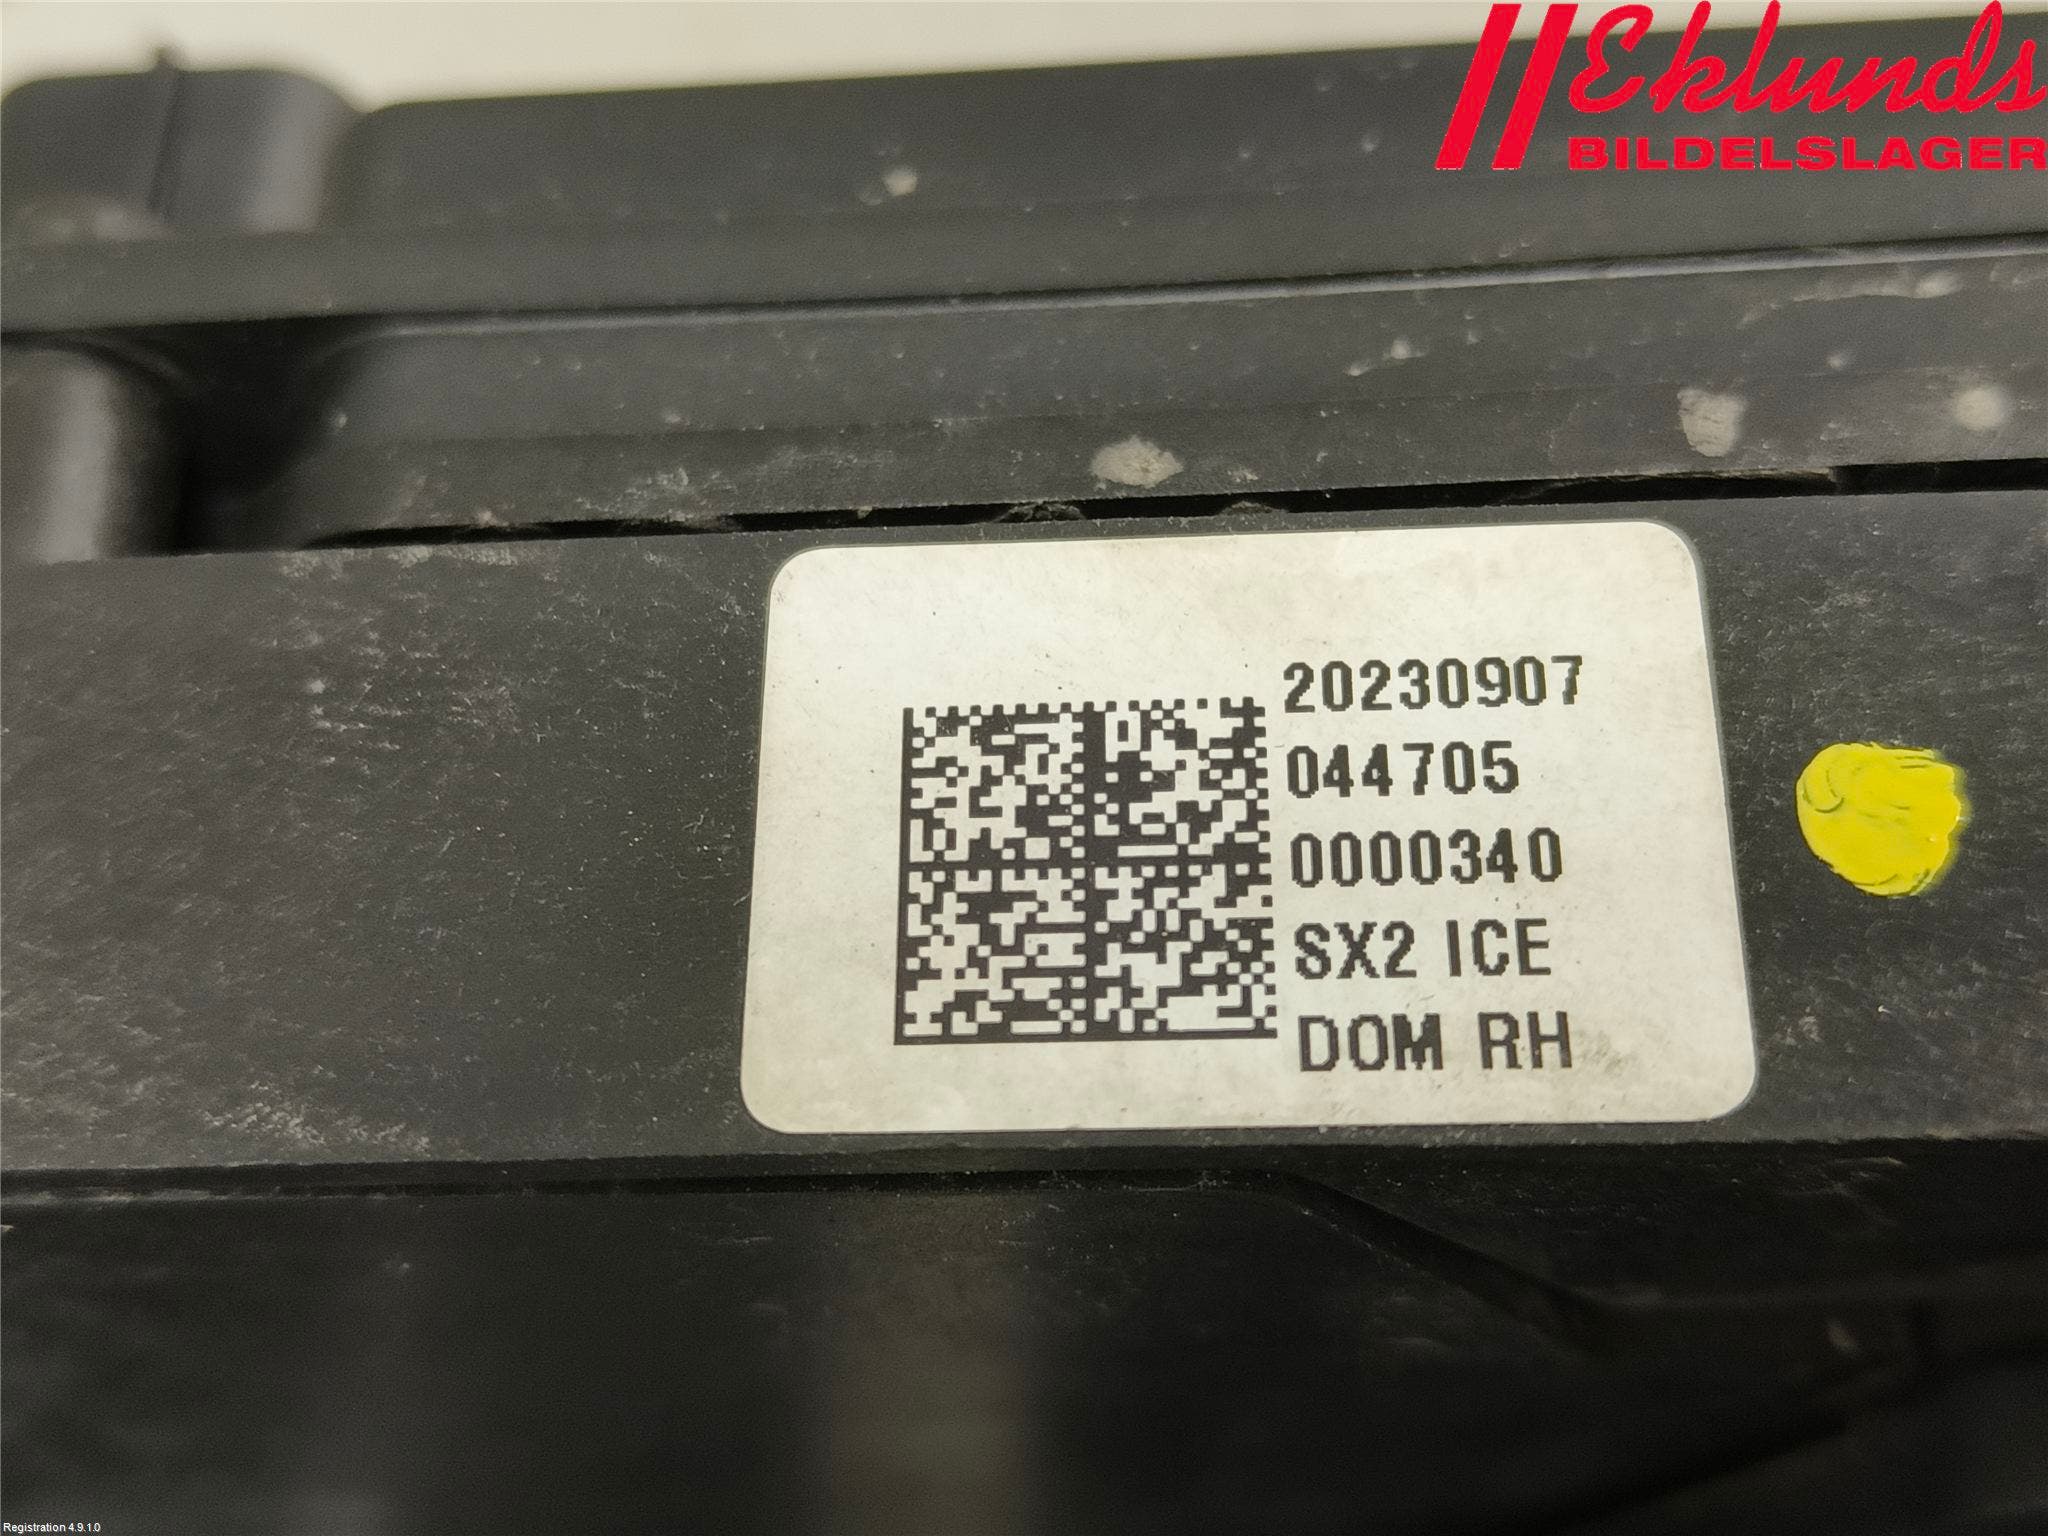 Eklunds
BILDELSLAGER
20230907
044705
0000340
SX2 ICE
DOM RH
Registration 4.9.1.0